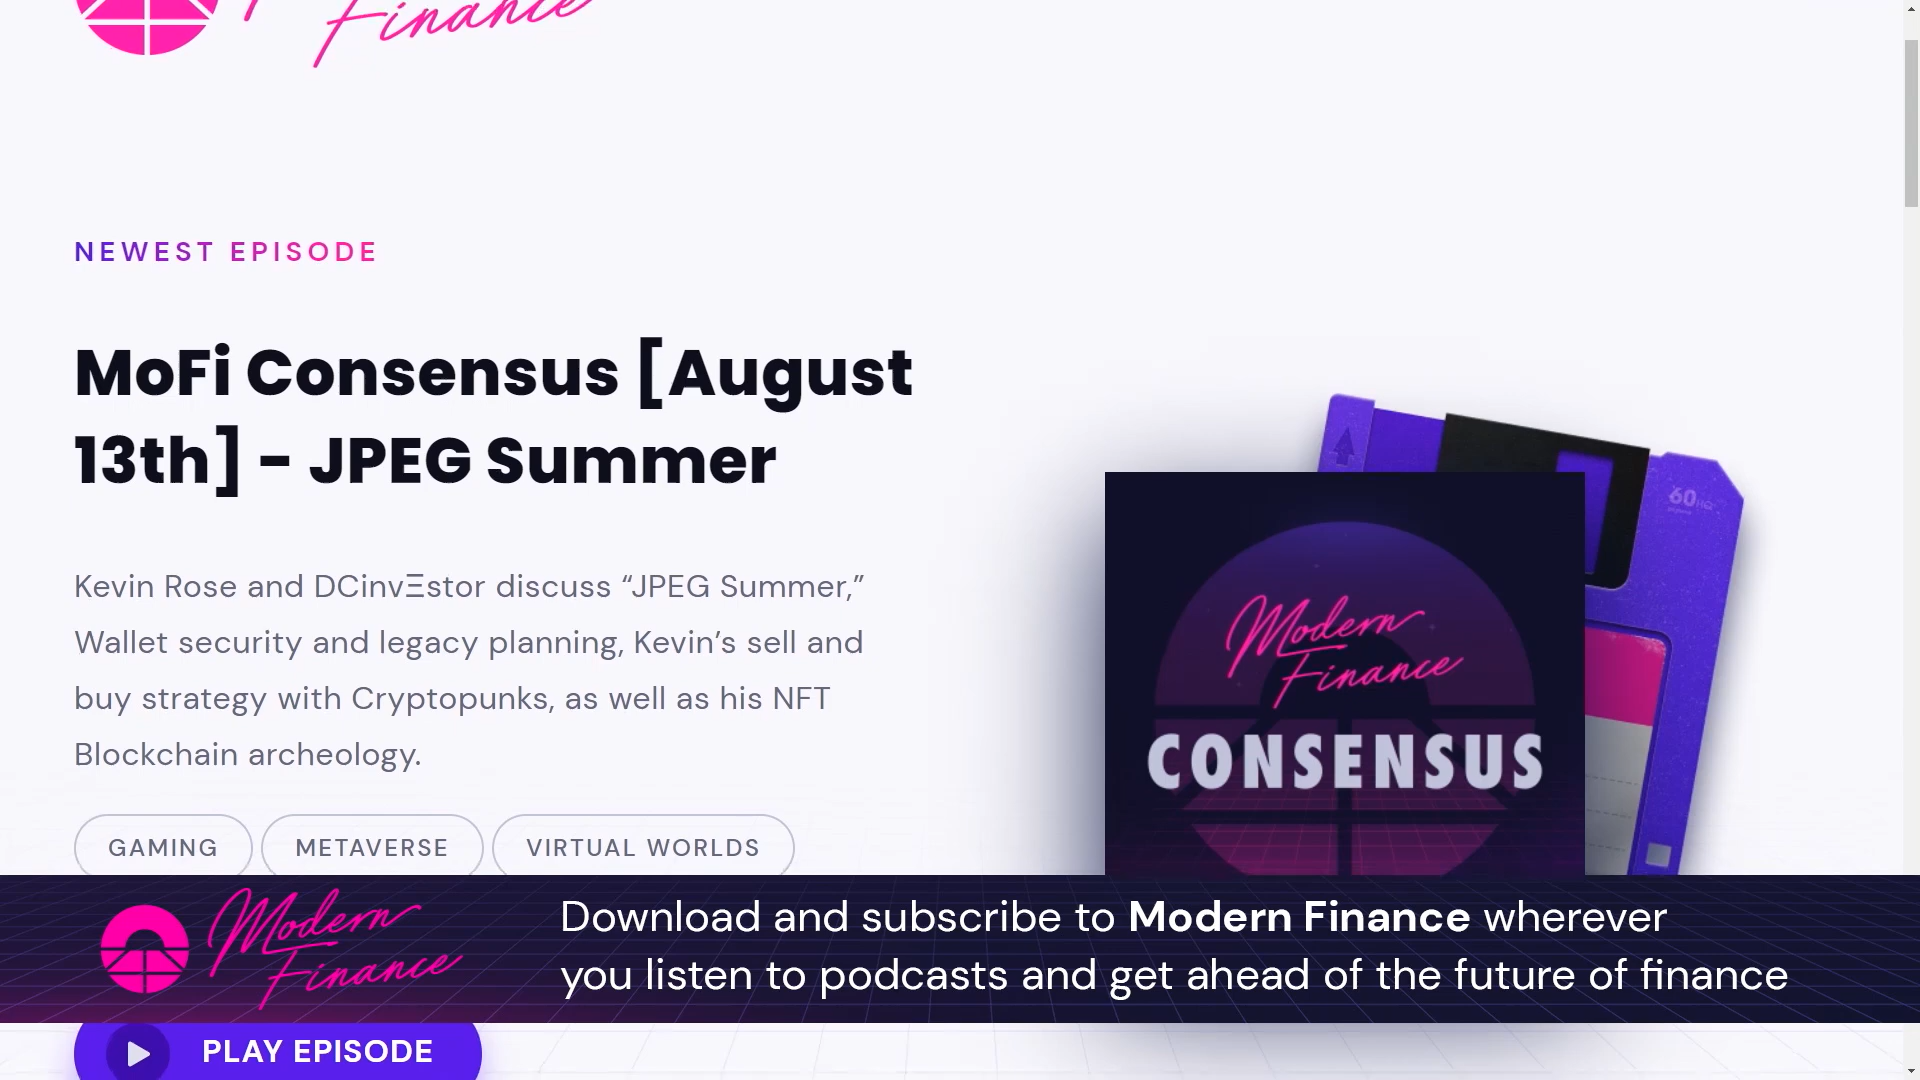 Finance
NEWEST EPISODE
MoFi Consensus [August
13th] - JPEG Summer
Kevin Rose and DCinvΞstor discuss “JPEG Summer,”
Wallet security and legacy planning, Kevin’s sell and
buy strategy with Cryptopunks, as well as his NFT
Blockchain archeology.
GAMING
METAVERSE
VIRTUAL WORLDS
60
Modern
Finance
CONSENSUS
Modern
Finance
Download and subscribe to Modern Finance wherever
you listen to podcasts and get ahead of the future of finance
PLAY EPISODE